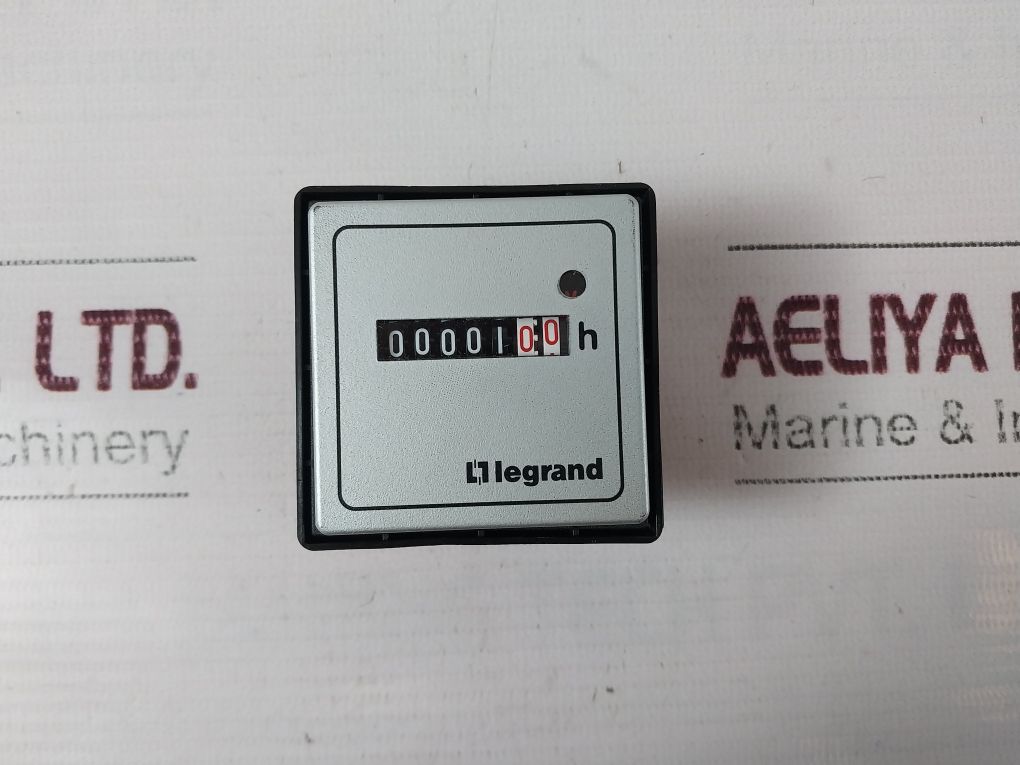 LTD.
chinery
0000100 h
legrand
AELIYA
Marine &